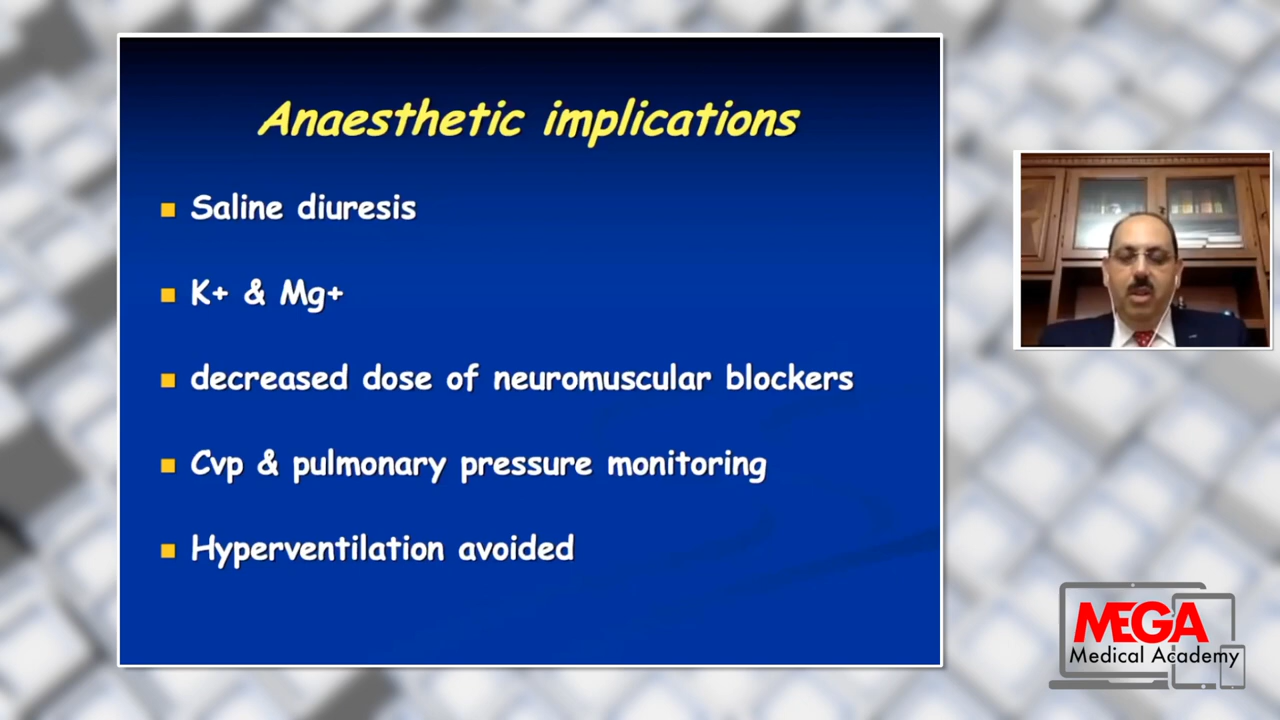 Anaesthetic implications
Saline diuresis
K+ & Mg+
decreased dose of neuromuscular blockers
Cvp & pulmonary pressure monitoring
Hyperventilation avoided
MEGA
Medical Academy